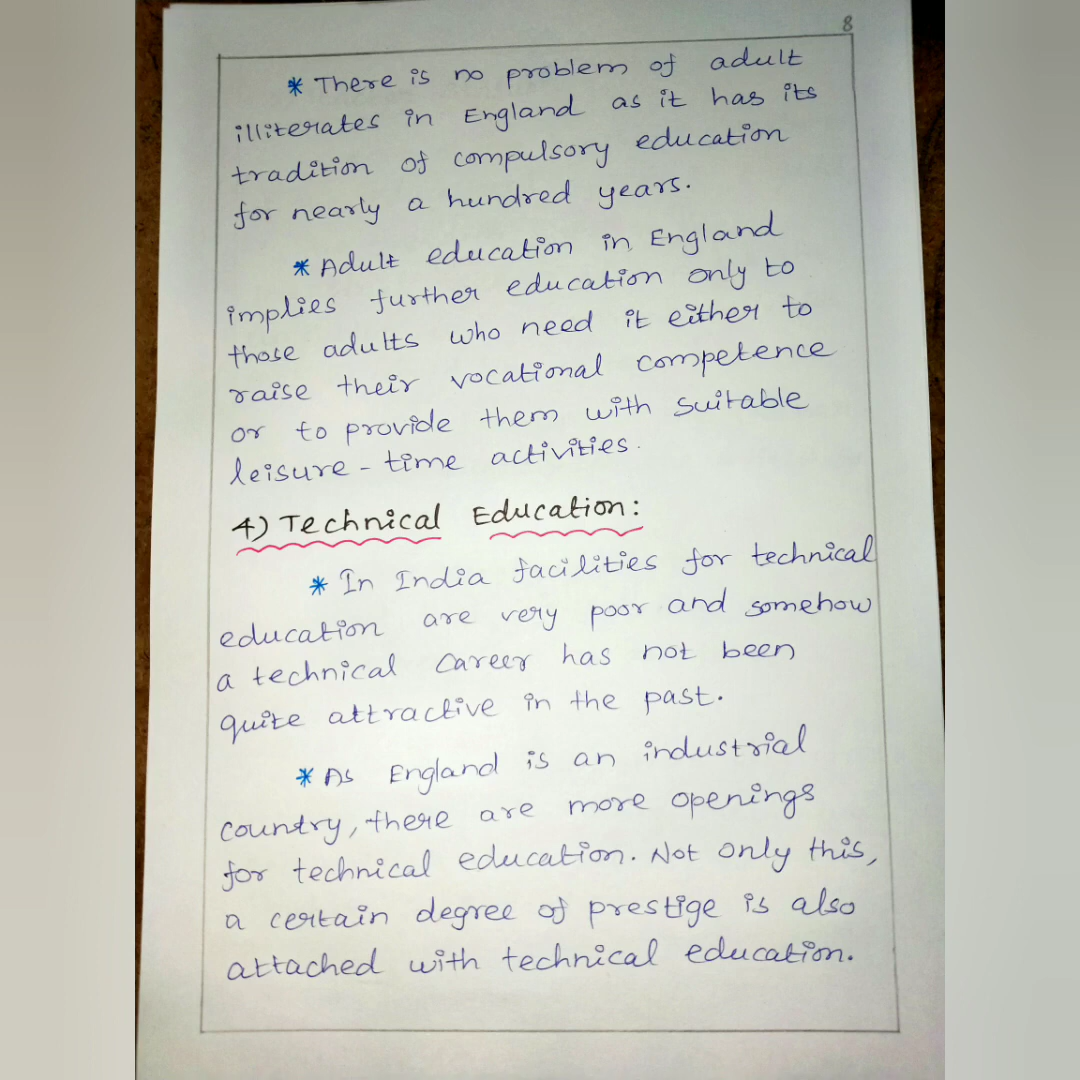 8
* There is no problem of adult
illiterates in England as it has its
tradition of compulsory education
for nearly a hundred years.
* Adult education in England
implies further education only to
those adults who need it either to
raise their vocational competence
or to provide them with suitable
leisure-time activities.
4) Technical Education:
* In India facilities for technical
education are very poor and somehow
a technical career has not been
quite attractive in the past.
* As England is an industrial
country, there are more openings
for technical education. Not only this,
a certain degree of prestige is also
attached with technical education.